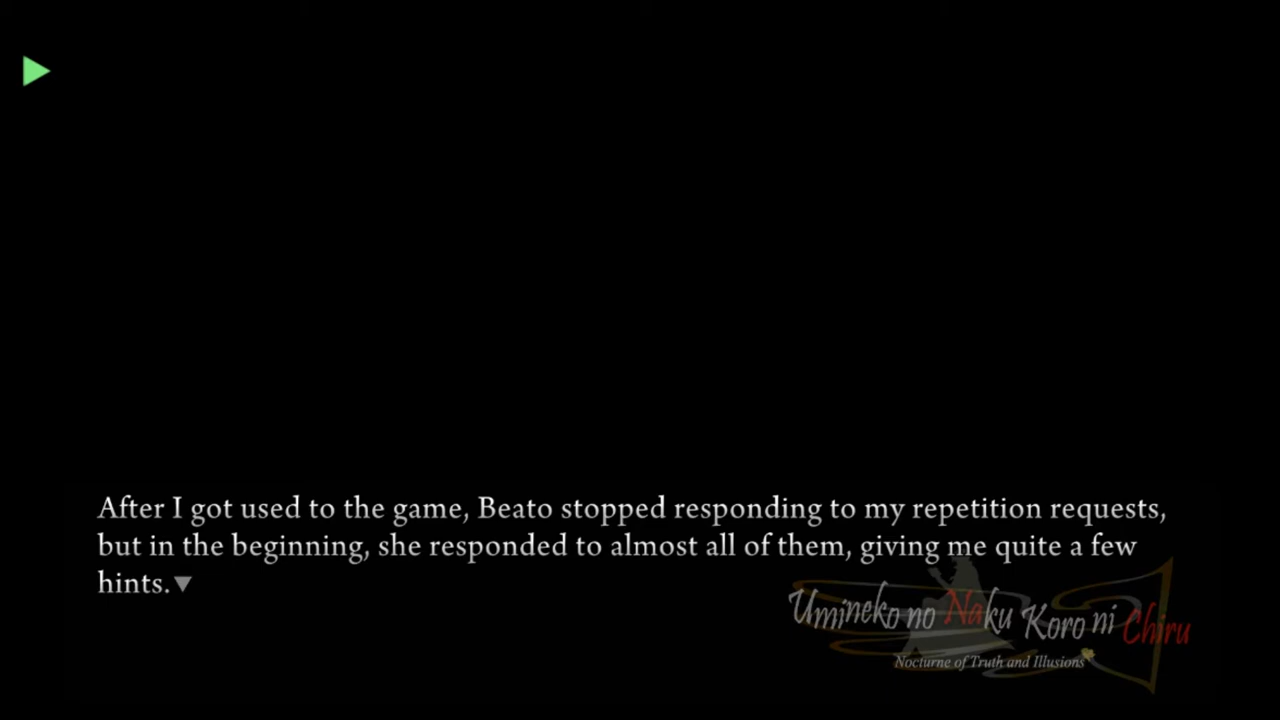 After I got used to the game, Beato stopped responding to my repetition requests,
but in the beginning, she responded to almost all of them, giving me quite a few
hints.
Umineko no Naku Koro ni Chiru
Nocturne of Truth and Illusions